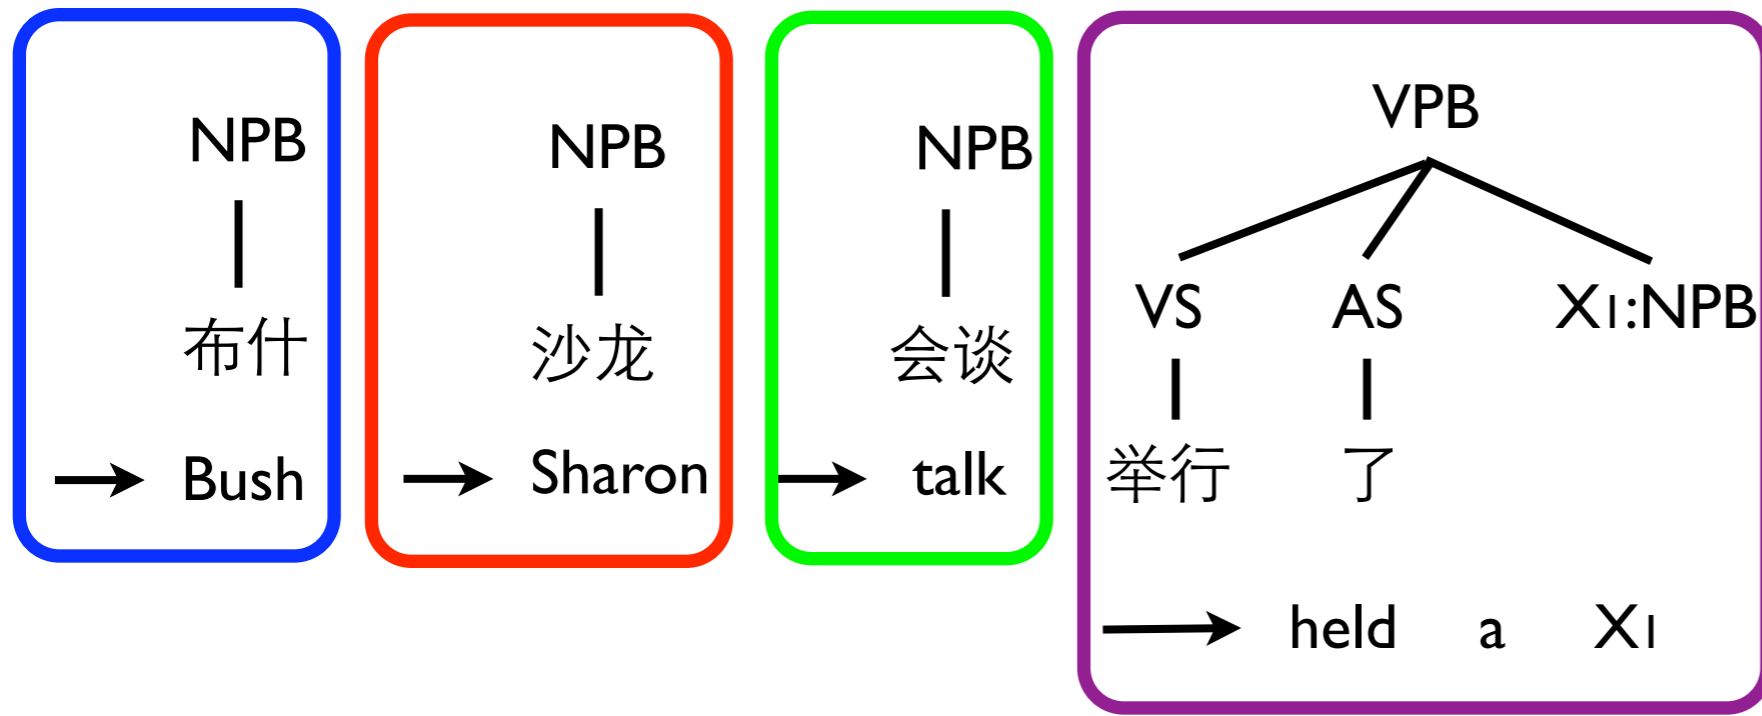 NPB
布什
Bush
NPB
沙龙
Sharon
NPB
会谈
talk
VPB
VS AS X1:NPB
举行 了
held a X1